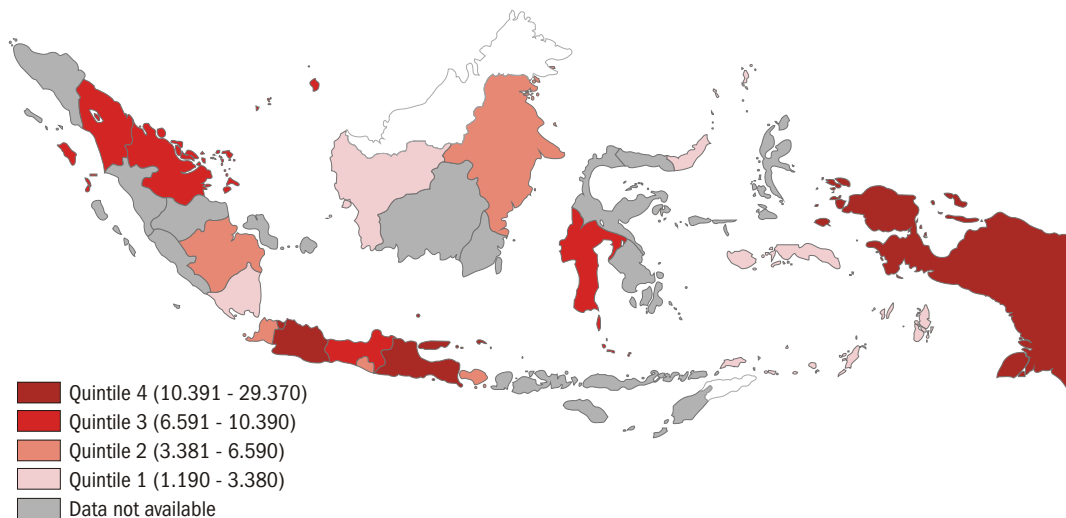 Quintile 4 (10.391 - 29.370)
Quintile 3 (6.591 - 10.390)
Quintile 2 (3.381 - 6.590)
Quintile 1 (1.190 - 3.380)
Data not available